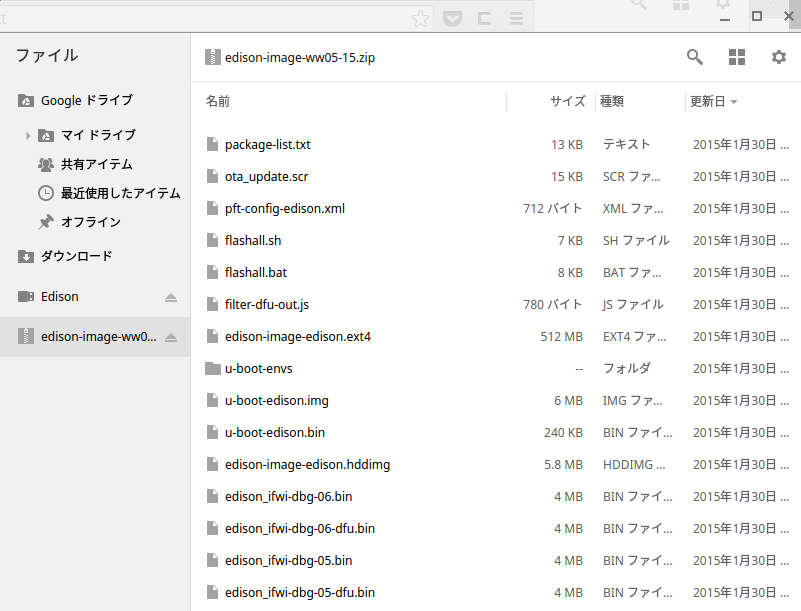 ファイル
Google ドライブ
マイ ドライブ
共有アイテム
最近使用したアイテム
オフライン
ダウンロード
Edison
edison-image-ww0...
edison-image-ww05-15.zip
名前 サイズ 種類 更新日
package-list.txt 13 KB テキスト 2015年1月30日 ...
ota_update.scr 15 KB SCR ファ... 2015年1月30日 ...
pft-config-edison.xml 712 バイト XML ファ... 2015年1月30日 ...
flashall.sh 7 KB SH ファイル 2015年1月30日 ...
flashall.bat 8 KB BAT ファ... 2015年1月30日 ...
filter-dfu-out.js 780 バイト JS ファイル 2015年1月30日 ...
edison-image-edison.ext4 512 MB EXT4 ファ... 2015年1月30日 ...
u-boot-envs -- フォルダ 2015年1月30日 ...
u-boot-edison.img 6 MB IMG ファ... 2015年1月30日 ...
u-boot-edison.bin 240 KB BIN ファイ... 2015年1月30日 ...
edison-image-edison.hddimg 5.8 MB HDDIMG ... 2015年1月30日 ...
edison_ifwi-dbg-06.bin 4 MB BIN ファイ... 2015年1月30日 ...
edison_ifwi-dbg-06-dfu.bin 4 MB BIN ファイ... 2015年1月30日 ...
edison_ifwi-dbg-05.bin 4 MB BIN ファイ... 2015年1月30日 ...
edison_ifwi-dbg-05-dfu.bin 4 MB BIN ファイ... 2015年1月30日 ...